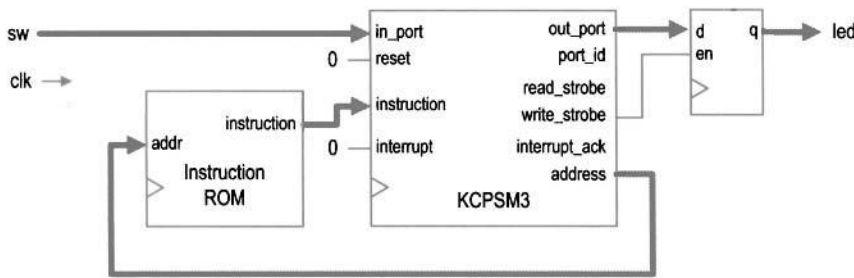 sw
clk
in_port
0 reset
instruction
0 interrupt
out_port
port_id
read_strobe
write_strobe
interrupt_ack
address
KCPSM3
instruction
addr
Instruction
ROM
d q
en
led